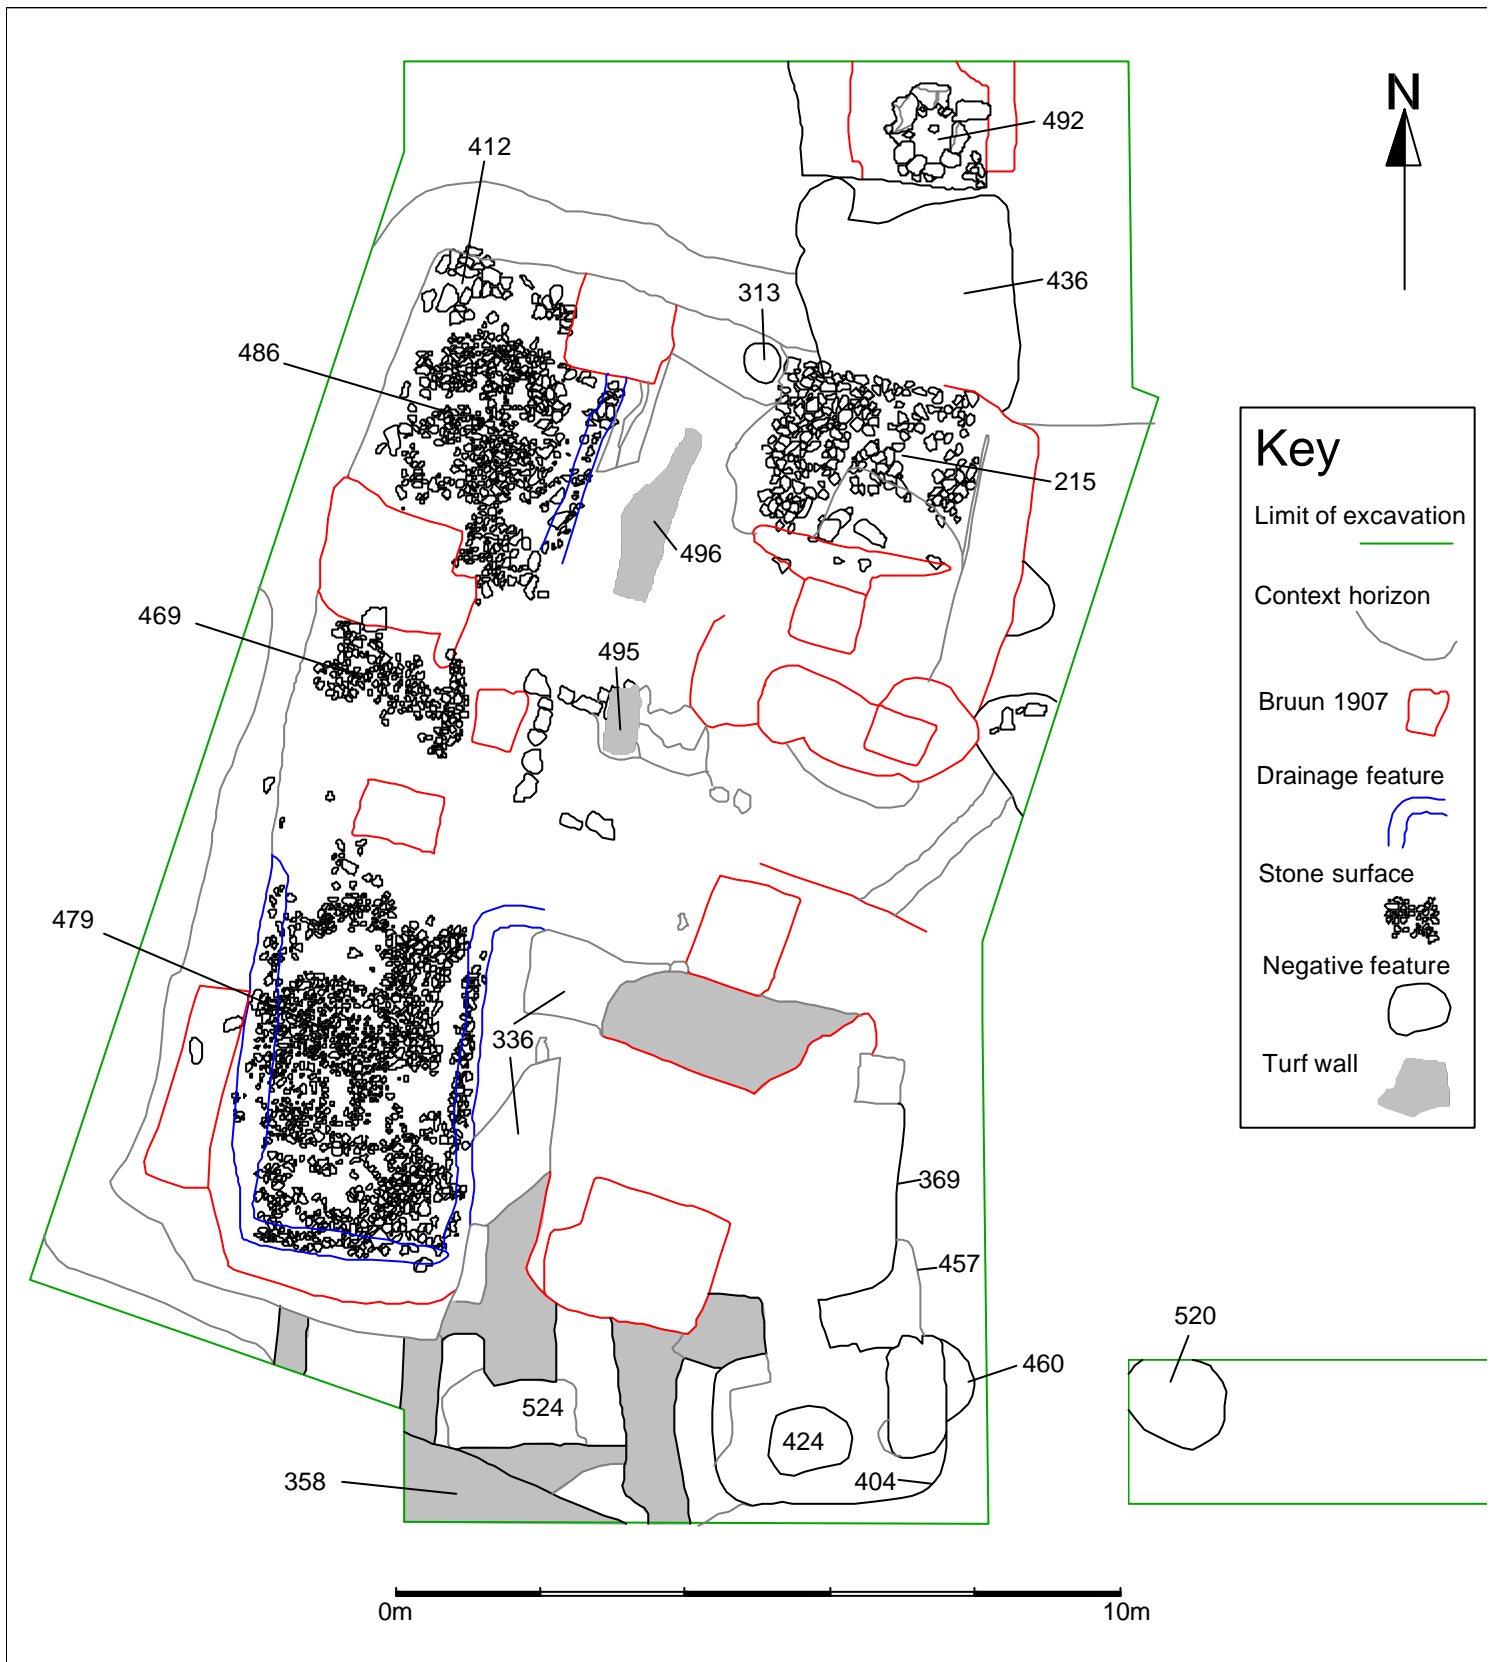 N
492
412
436
313
486
215
496
469
495
479
336
369
457
520
460
524
424
404
358
0m
10m
Key
Limit of excavation
Context horizon
Bruun 1907
Drainage feature
Stone surface
Negative feature
Turf wall